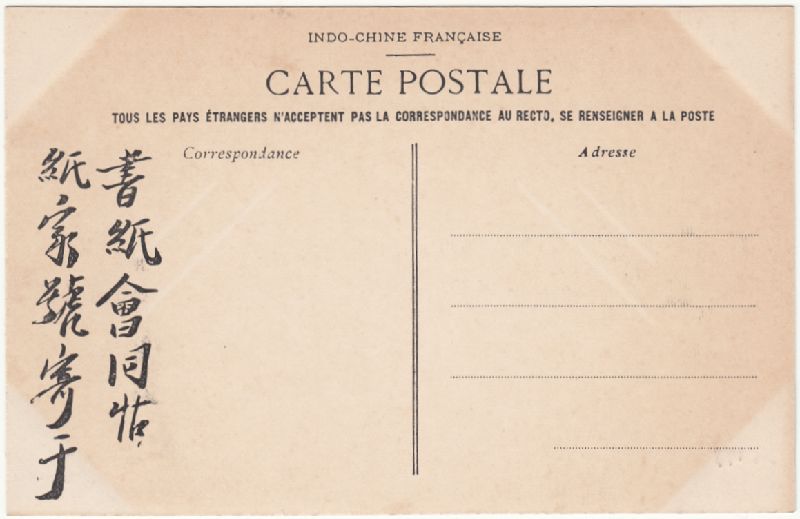 INDO-CHINE FRANÇAISE
CARTE POSTALE
TOUS LES PAYS ÉTRANGERS N'ACCEPTENT PAS LA CORRESPONDANCE AU RECTO, SE RENSEIGNER A LA POSTE
Correspondance
Adresse
書紙會同
紙家號寄于